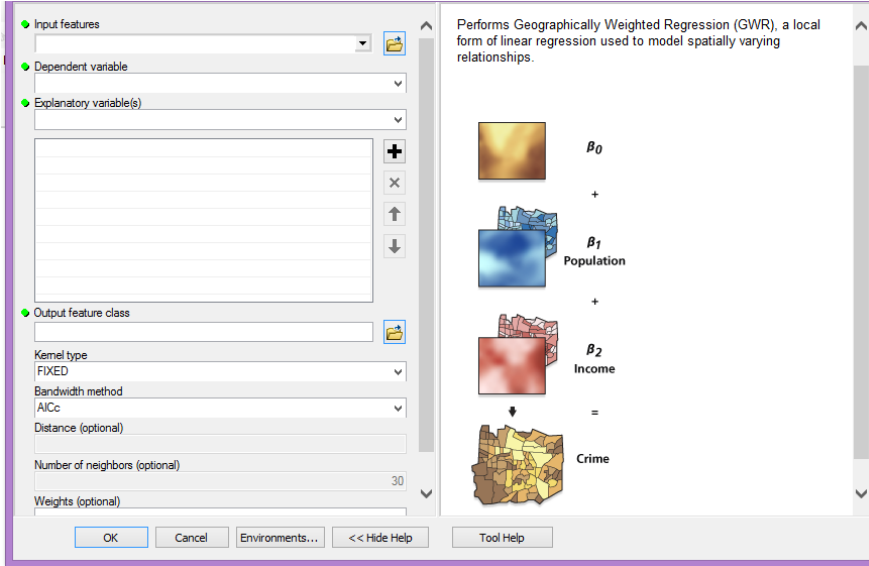 Input features
Dependent variable
Explanatory variable(s)
Output feature class
Kernel type
FIXED
Bandwidth method
AICc
Distance (optional)
Number of neighbors (optional)
30
Weights (optional)
OK
Cancel
Environments...
<< Hide Help
Tool Help
Performs Geographically Weighted Regression (GWR), a local
form of linear regression used to model spatially varying
relationships.
β0
+
β1
Population
+
β2
Income
=
Crime